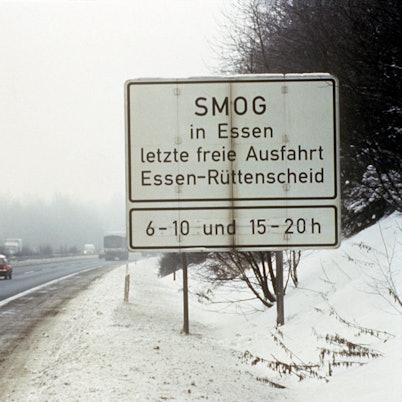 SMOG
in Essen
letzte freie Ausfahrt
Essen-Rüttenscheid
6-10 und 15-20 h